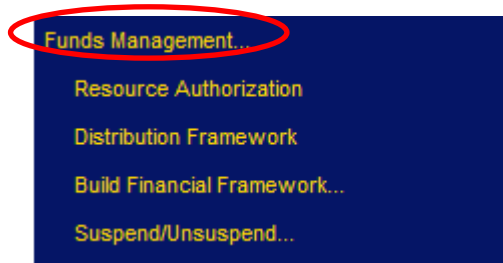 Funds Management...
Resource Authorization
Distribution Framework
Build Financial Framework...
Suspend/Unsuspend...